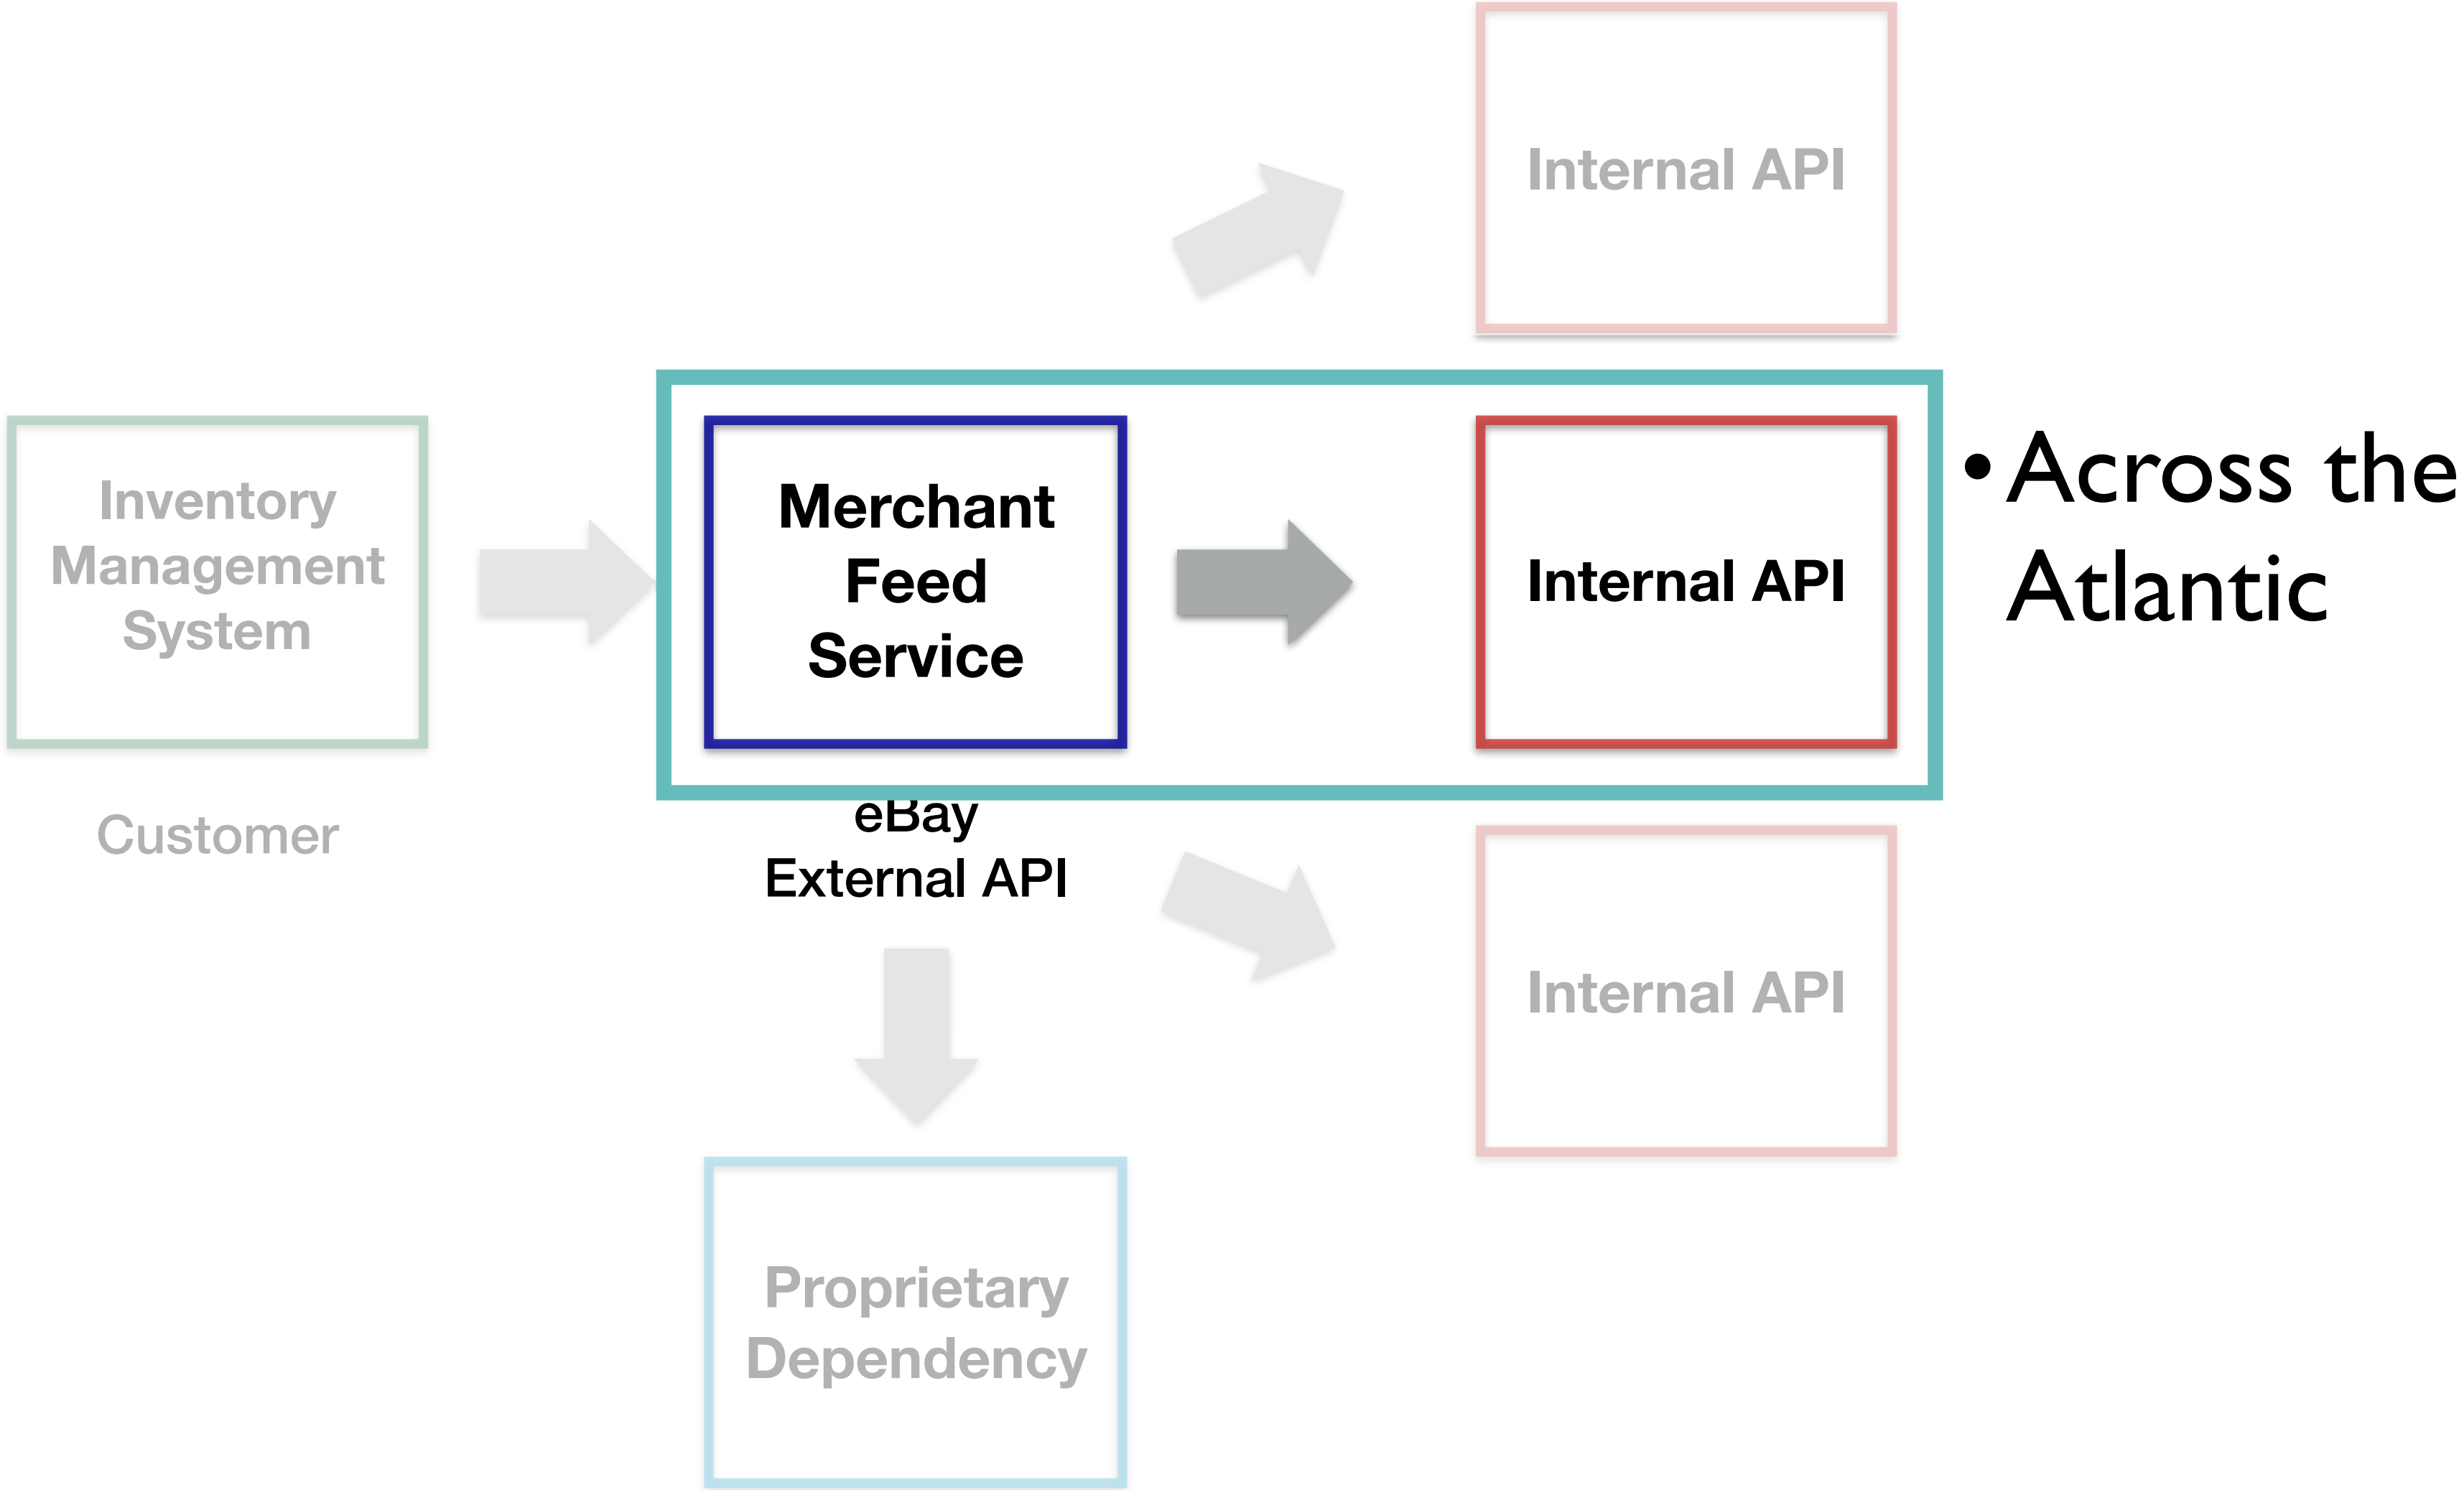 Internal API
Inventory
Management
System
Customer
Merchant
Feed
Service
eBay
External API
Internal API
• Across the
Atlantic
Internal API
Proprietary
Dependency